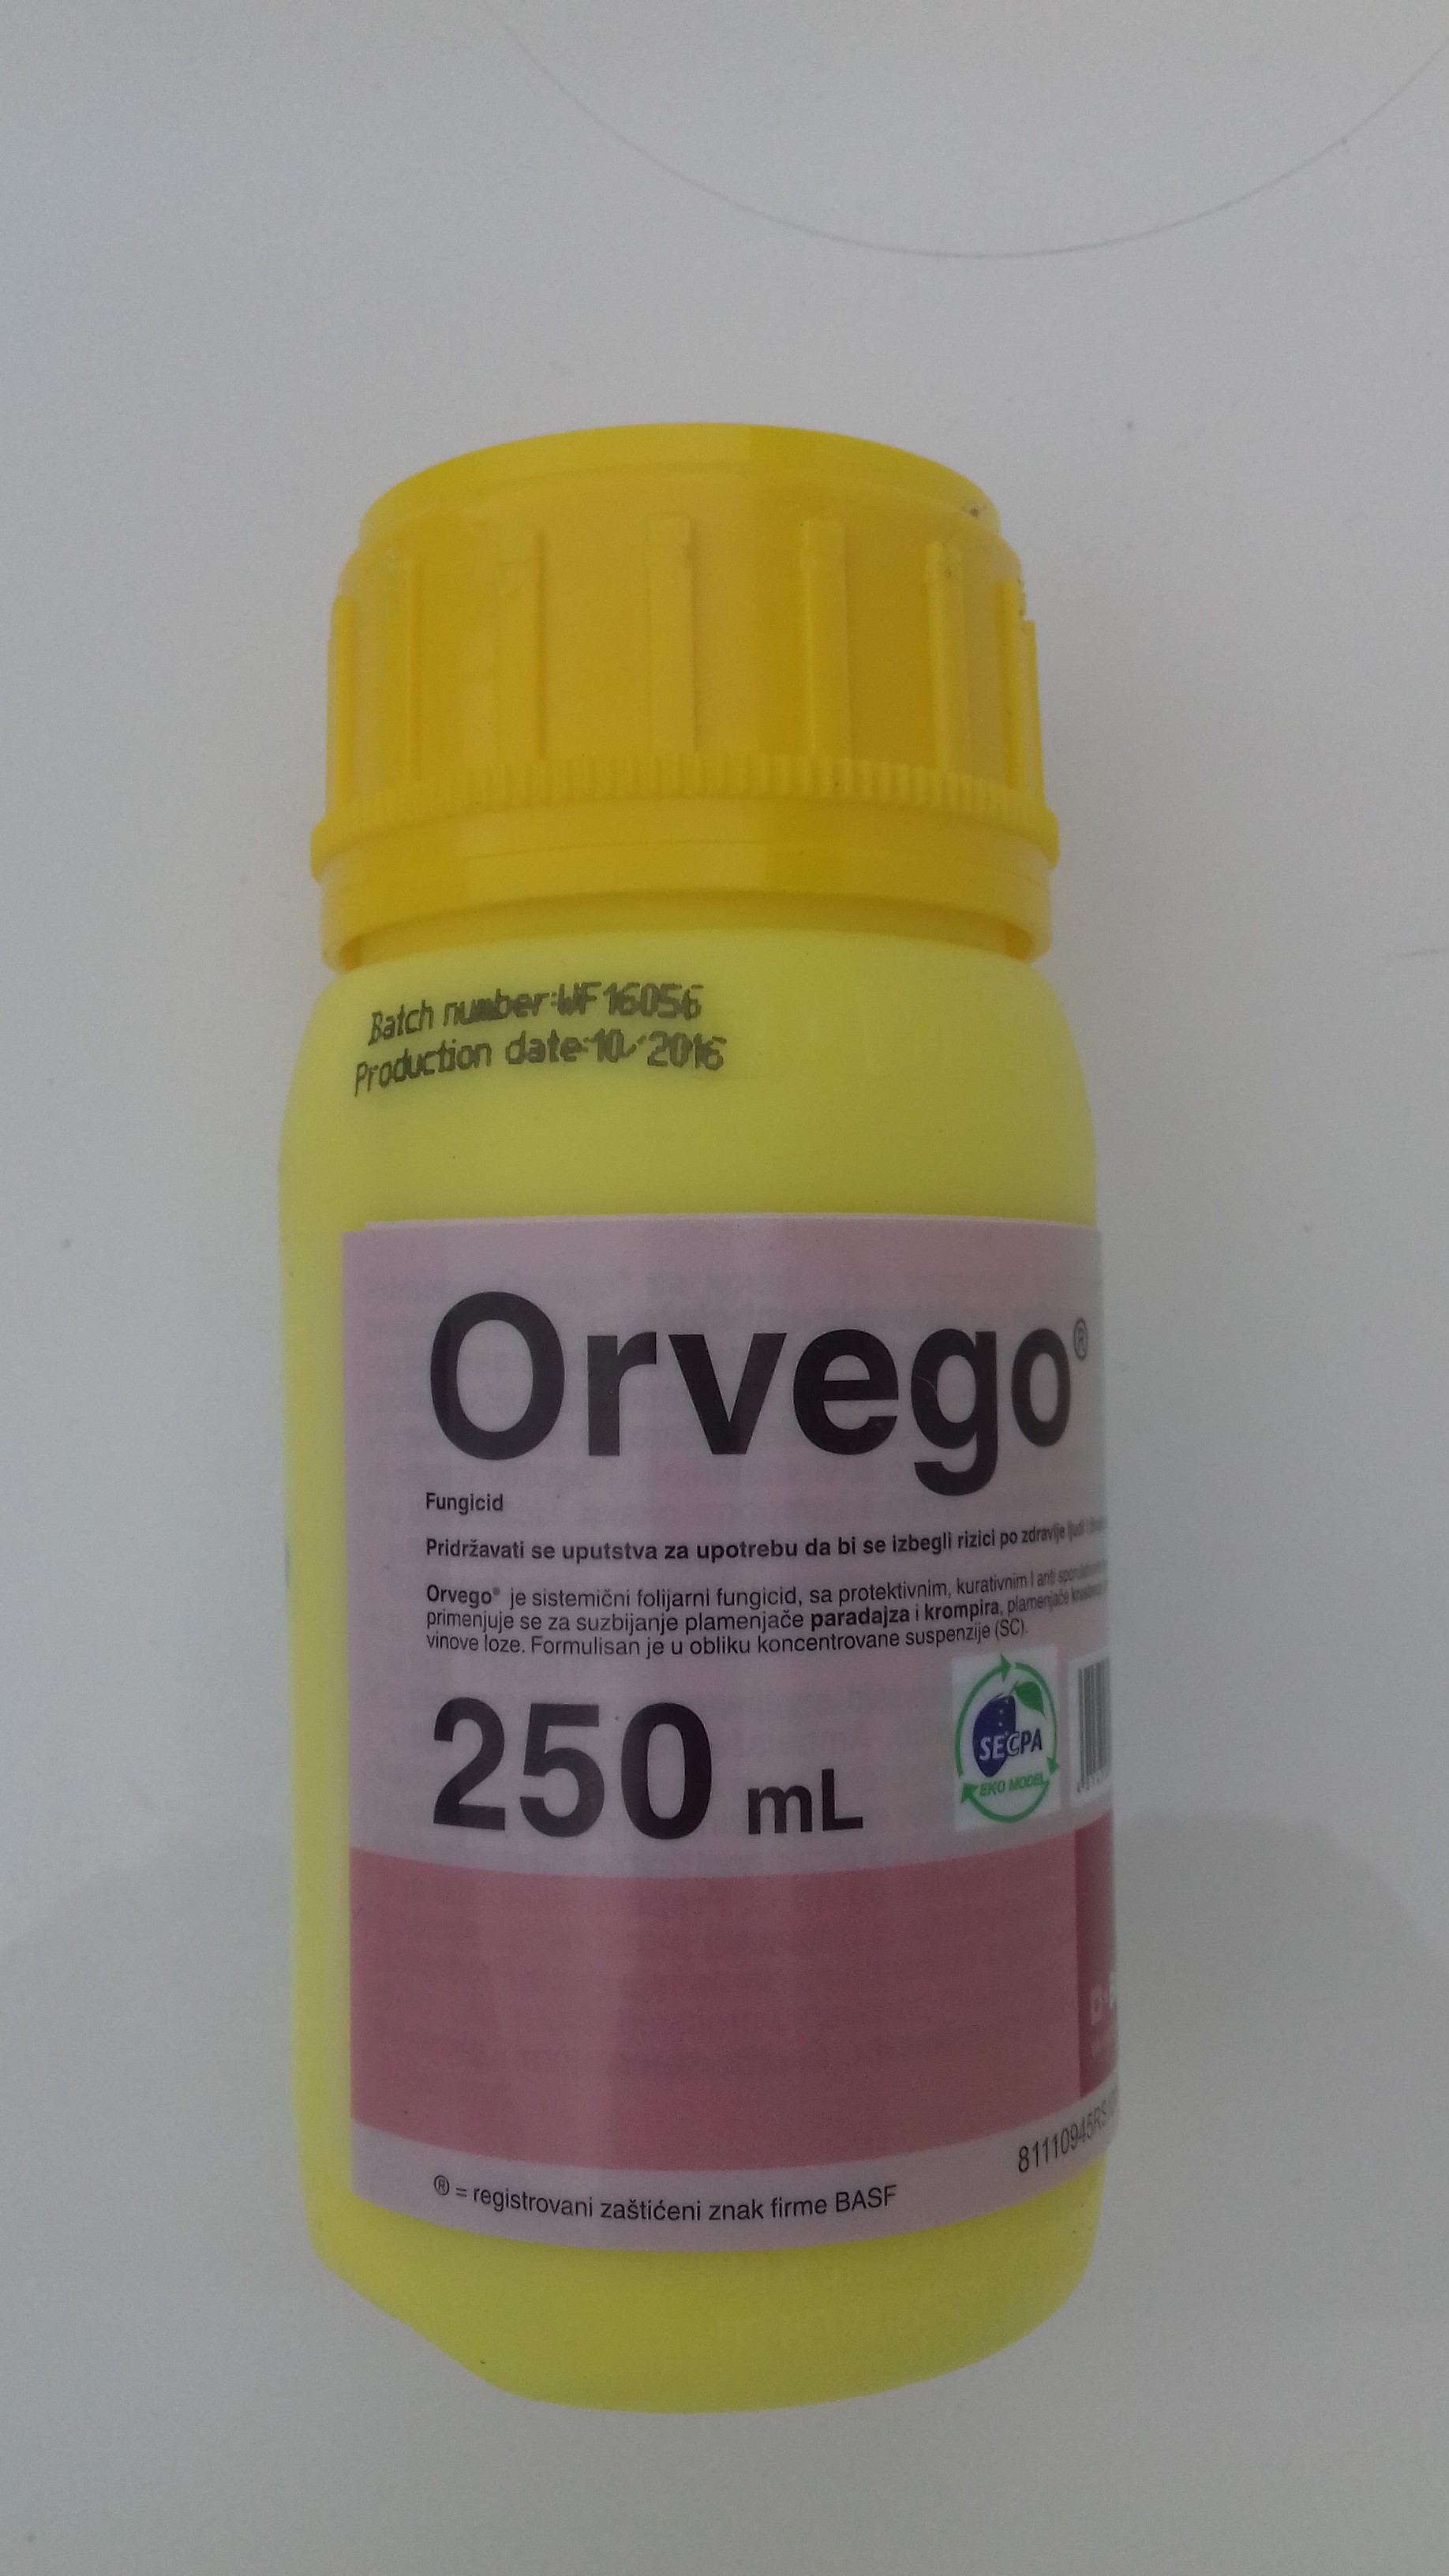 Batch number:WF16056
Production date:10/2016
Orvego®
Fungicid
Pridržavati se uputstva za upotrebu da bi se izbegli rizici po zdravlje ljudi i
Orvego® je sistemični folijarni fungicid, sa protektivnim, kurativnim i anti
primenjuje se za suzbijanje plamenjače paradajza i krompira, plamenjače
vinove loze. Formulisan je u obliku koncentrovane suspenzije (SC).
250 mL
SECPA
EKO MODEL
® = registrovani zaštićeni znak firme BASF
81110945RS